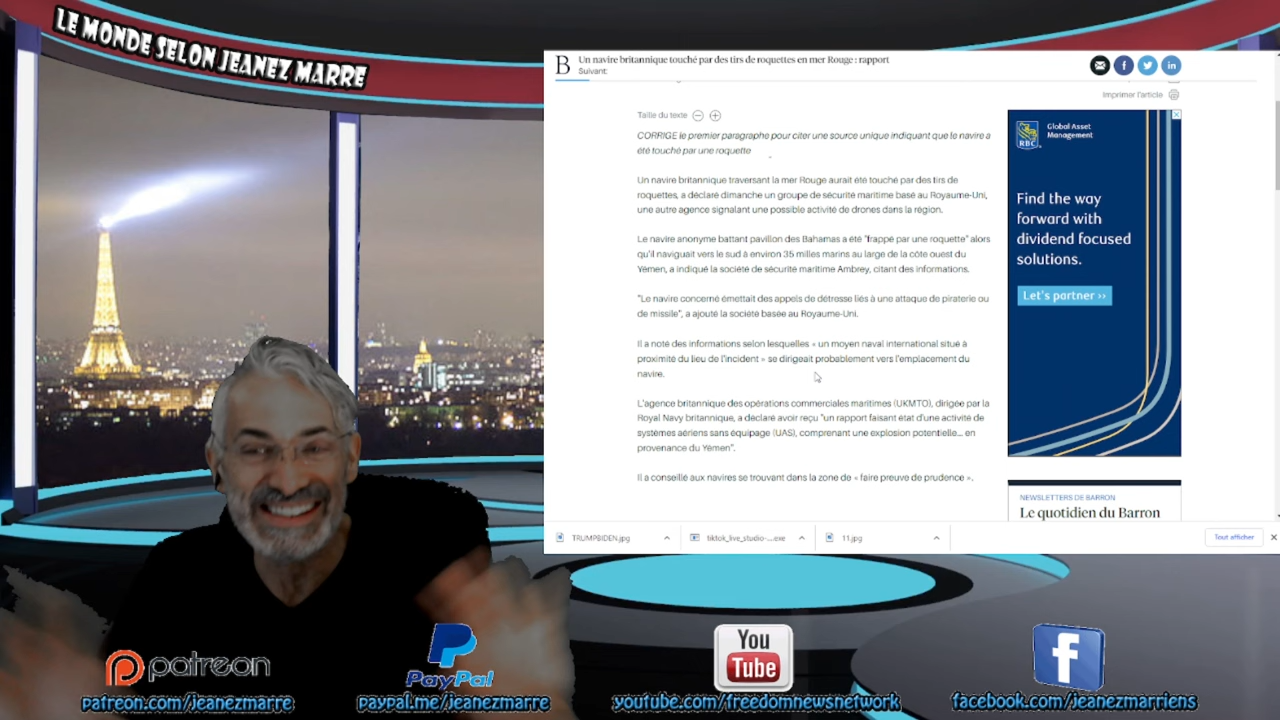 LE MONDE SELON JEANEZ MARRE
B
Un navire britannique touché par des tirs de roquettes en mer Rouge : rapport
Suivant:
Imprimer l'article
Taille du texte
CORRIGE le premier paragraphe pour citer une source unique indiquant que le navire a
été touché par une roquette
Un navire britannique traversant la mer Rouge aurait été touché par des tirs de
roquettes, a déclaré dimanche un groupe de sécurité maritime basé au Royaume-Uni,
une autre agence signalant une possible activité de drones dans la région.
Le navire anonyme battant pavillon des Bahamas a été "frappé par une roquette" alors
qu'il naviguait vers le sud à environ 35 milles marins au large de la côte ouest du
Yémen, a indiqué la société de sécurité maritime Ambrey, citant des informations.
"Le navire concerné émettait des appels de détresse liés à une attaque de piraterie ou
de missile", a ajouté la société basée au Royaume-Uni.
Il a noté des informations selon lesquelles « un moyen naval international situé à
proximité du lieu de l'incident » se dirigeait probablement vers l'emplacement du
navire.
L'agence britannique des opérations commerciales maritimes (UKMTO), dirigée par la
Royal Navy britannique, a déclaré avoir reçu "un rapport faisant état d'une activité de
systèmes aériens sans équipage (UAS), comprenant une explosion potentielle... en
provenance du Yémen".
Il a conseillé aux navires se trouvant dans la zone de « faire preuve de prudence ».
RBC
Global Asset
Management
Find the way
forward with
dividend focused
solutions.
Let's partner >>
NEWSLETTERS DE BARRON
Le quotidien du Barron
TRUMPBIDEN.jpg
tiktok_live_studio-....exe
11.jpg
Tout afficher
patreon
patreon.com/jeanezmarre
PayPal
paypal.me/jeanezmarre
You
Tube
youtube.com/freedomnewsnetwork
f
facebook.com/jeanezmarriens